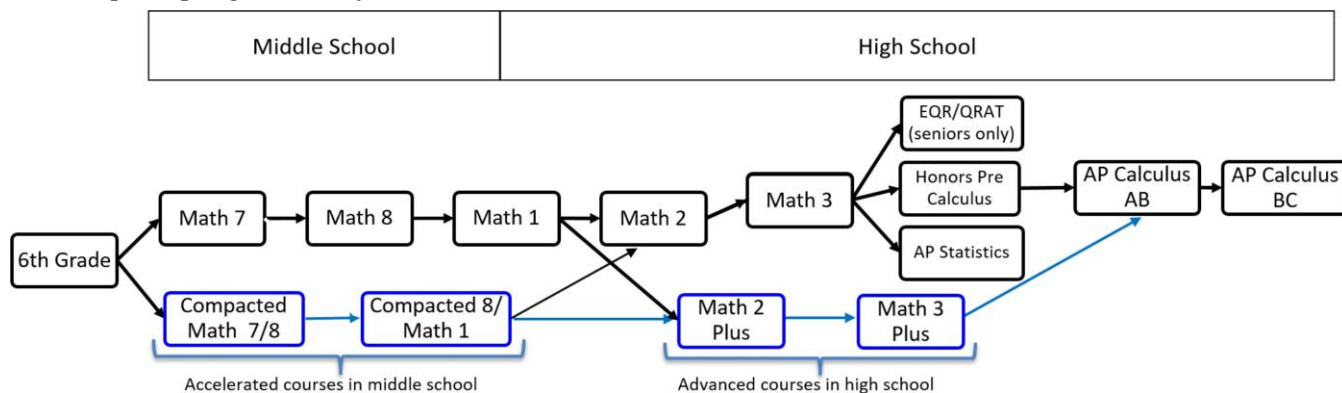 Middle School
High School
EQR/QRAT
(seniors only)
Honors Pre
Calculus
AP Calculus
AB
AP Calculus
BC
Math 7
Math 8
Math 1
Math 2
Math 3
6th Grade
AP Statistics
Compacted
Math 7/8
Compacted 8/
Math 1
Math 2
Plus
Math 3
Plus
Accelerated courses in middle school
Advanced courses in high school